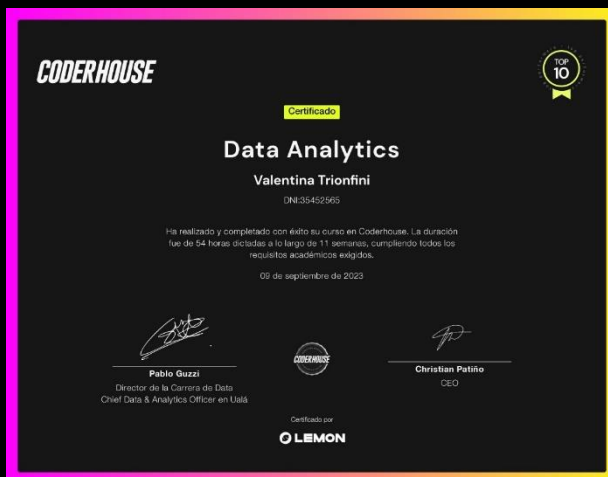 CODERHOUSE
TOP
10
Certificado
Data Analytics
Valentina Trionfini
DNI:35452565
Ha realizado y completado con éxito su curso en Coderhouse. La duración
fue de 54 horas dictadas a lo largo de 11 semanas, cumpliendo todos los
requisitos académicos exigidos.
09 de septiembre de 2023
Pablo Guzzi
Director de la Carrera de Data
Chief Data & Analytics Officer en Ualá
CODERHOUSE
Christian Patiño
CEO
Certificado por
LEMON